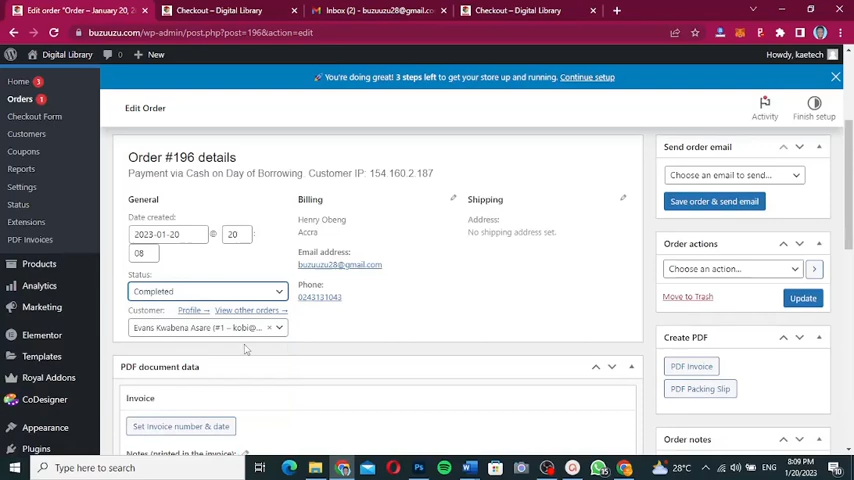 Edit order "Order – January 20, 2
Checkout – Digital Library
Inbox (2) - buzuuzu28@gmail.com
Checkout – Digital Library
buzuuzu.com/wp-admin/post.php?post=196&action=edit
Digital Library
0
New
Howdy, kaetech
Home 3
Orders 1
Checkout Form
Customers
Coupons
Reports
Settings
Status
Extensions
PDF Invoices
Products
Analytics
Marketing
Elementor
Templates
Royal Addons
CoDesigner
Appearance
Plugins
You're doing great! 3 steps left to get your store up and running. Continue setup
Edit Order
Activity
Finish setup
Order #196 details
Payment via Cash on Day of Borrowing. Customer IP: 154.160.2.187
General
Date created:
2023-01-20 @ 20 :
08
Status:
Completed
Customer: Profile → View other orders →
Evans Kwabena Asare (#1 – kobi@... ×
Billing
Henry Obeng
Accra
Email address:
buzuuzu28@gmail.com
Phone:
0243131043
Shipping
Address:
No shipping address set.
PDF document data
Invoice
Set Invoice number & date
Notes (printed in the invoice):
Send order email
Choose an email to send...
Save order & send email
Order actions
Choose an action...
Move to Trash
Update
Create PDF
PDF Invoice
PDF Packing Slip
Order notes
Type here to search
15
28°C
ENG
8:09 PM
1/20/2023